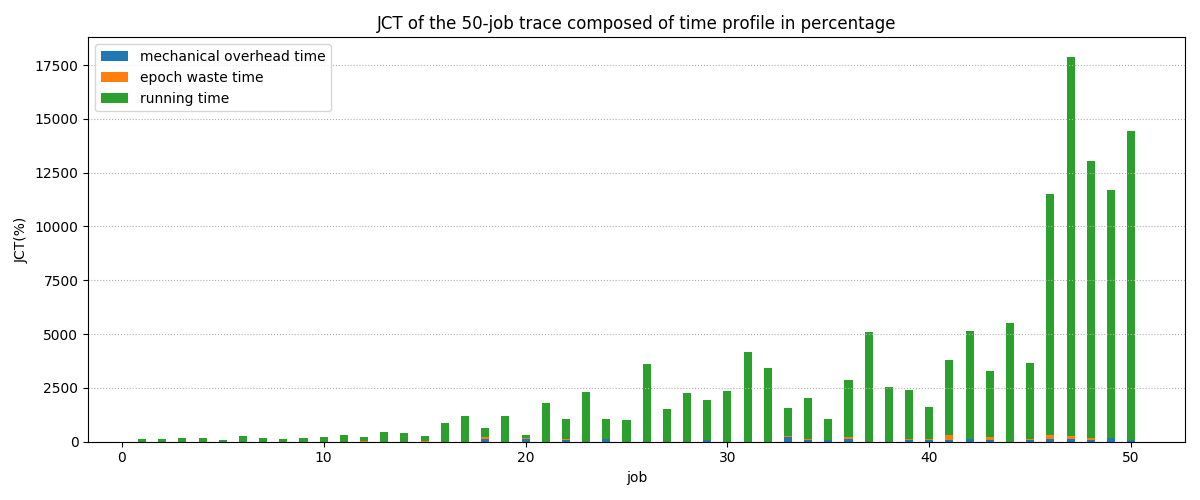 JCT of the 50-job trace composed of time profile in percentage
mechanical overhead time
epoch waste time
running time
17500
15000
12500
10000
7500
5000
2500
0
JCT(%)
0
10
20
30
40
50
job